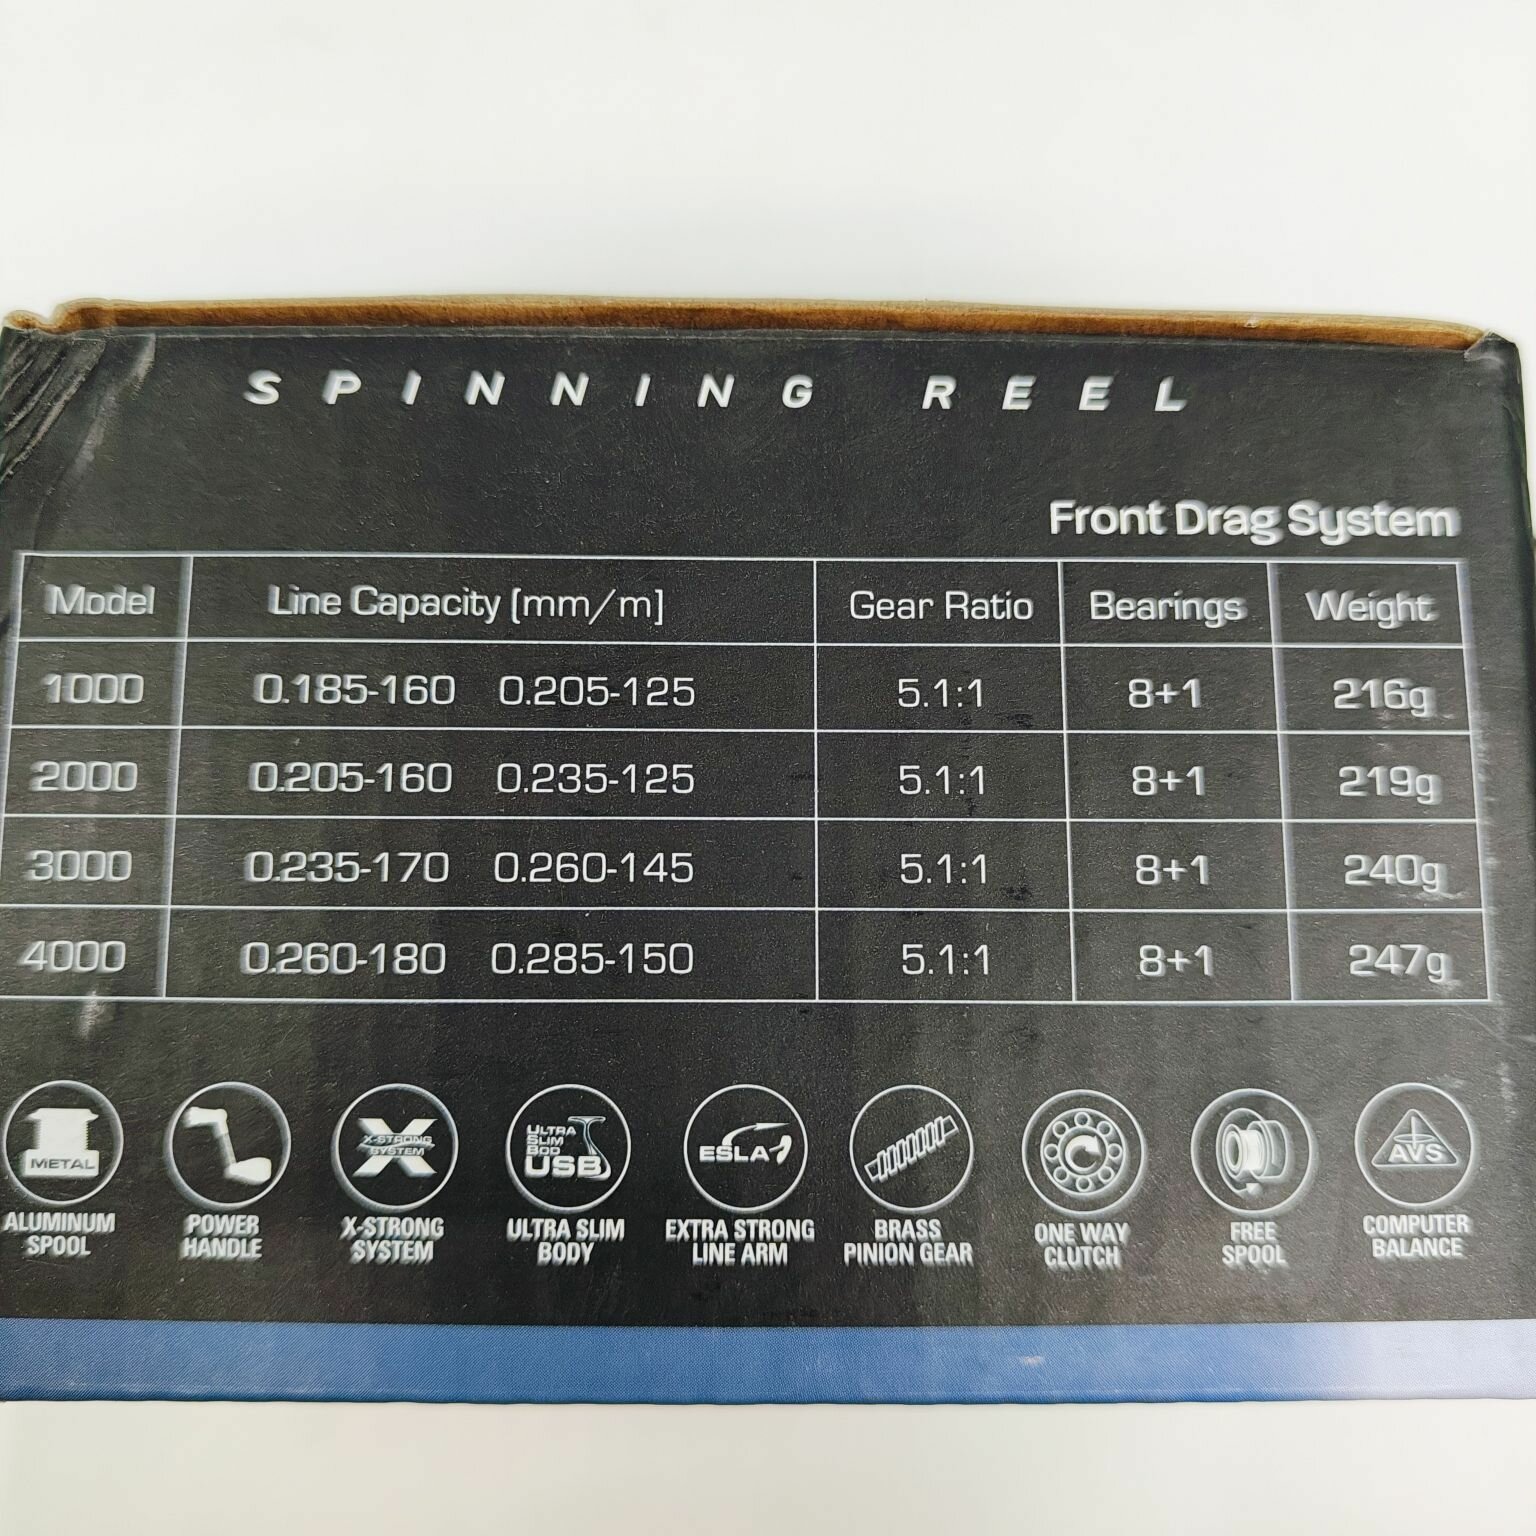 SPINNING REEL
Front Drag System
Model Line Capacity [mm/m] Gear Ratio Bearings Weight
1000 0.185-160 0.205-125 5.1:1 8+1 216g
2000 0.205-160 0.235-125 5.1:1 8+1 219g
3000 0.235-170 0.260-145 5.1:1 8+1 240g
4000 0.260-180 0.285-150 5.1:1 8+1 247g
METAL
ALUMINUM
SPOOL
POWER
HANDLE
X-STRONG
SYSTEM
X-STRONG
SYSTEM
ULTRA
SLIM
BOD
USB
ULTRA SLIM
BODY
ESLA
EXTRA STRONG
LINE ARM
BRASS
PINION GEAR
ONE WAY
CLUTCH
FREE
SPOOL
AVS
COMPUTER
BALANCE